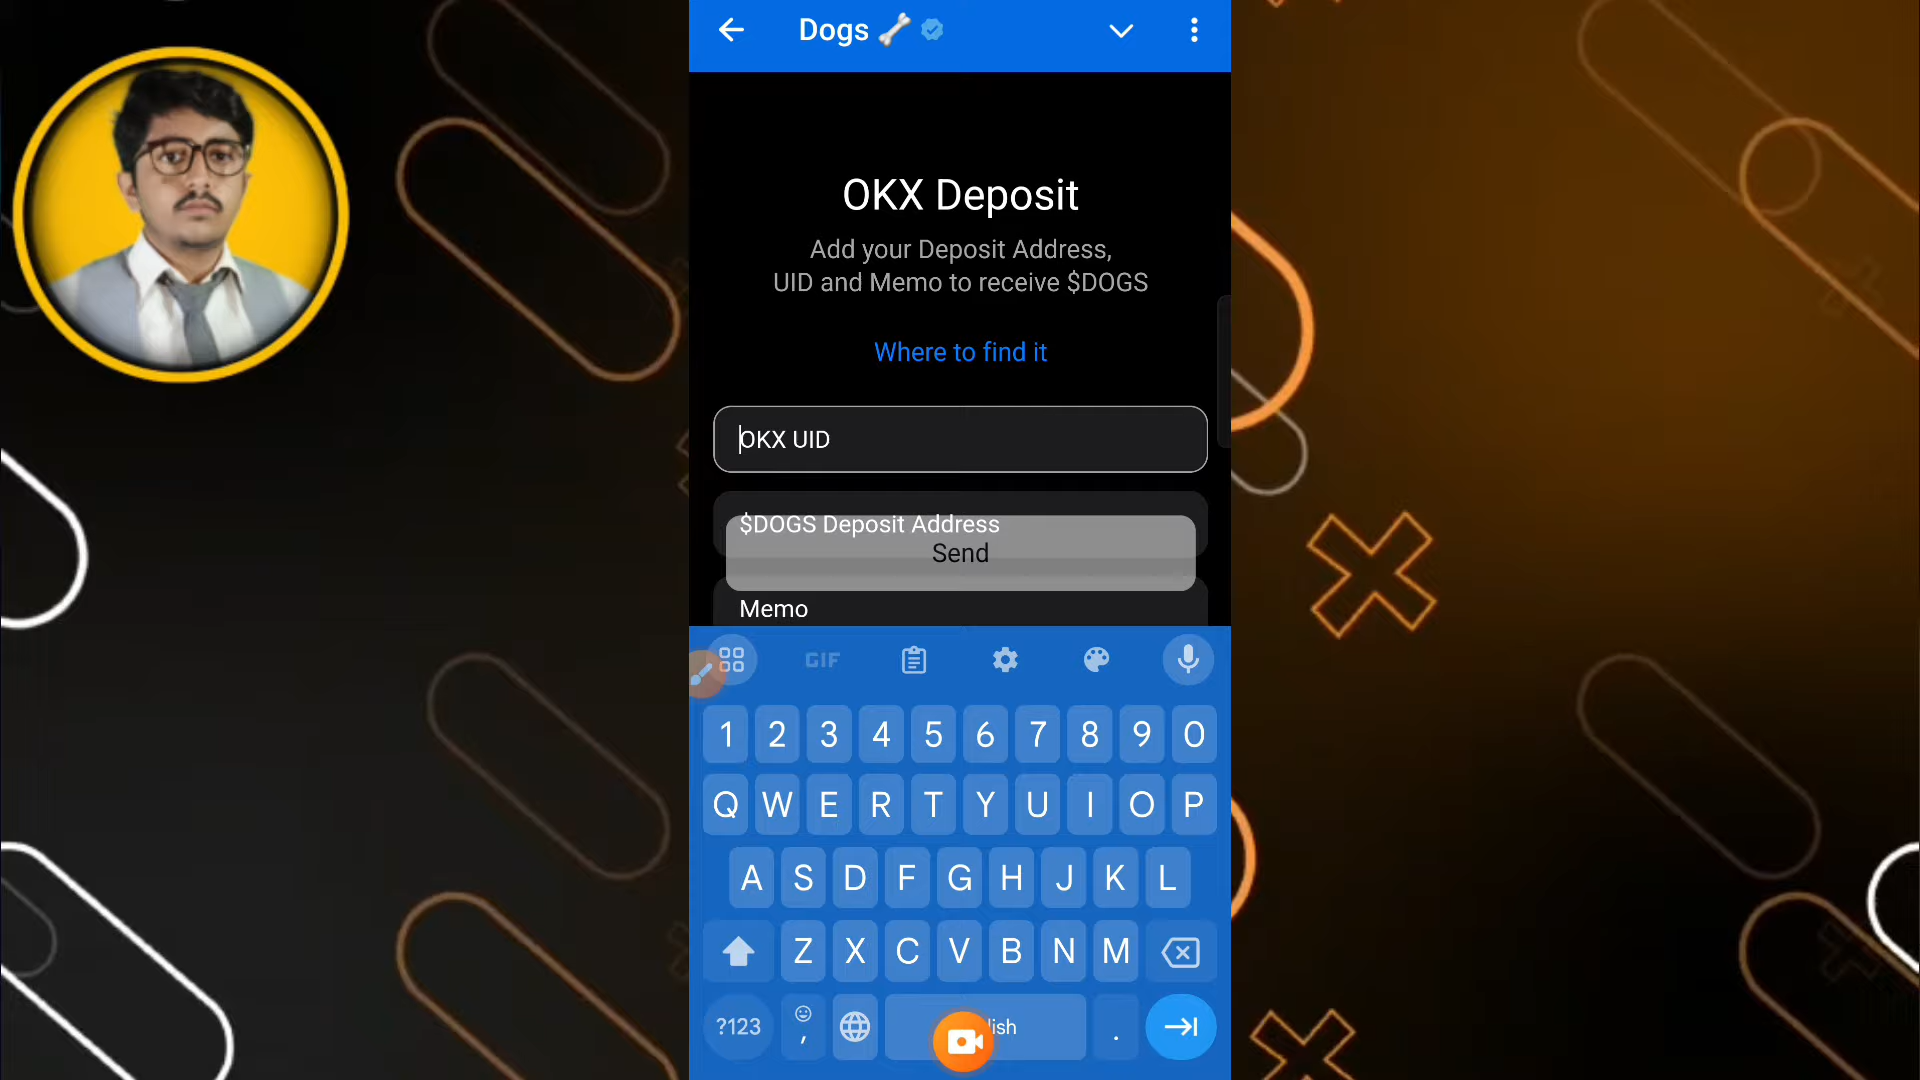 Dogs 🦴
OKX Deposit
Add your Deposit Address,
UID and Memo to receive $DOGS
Where to find it
OKX UID
$DOGS Deposit Address
Send
Memo
GIF
1 2 3 4 5 6 7 8 9 0
Q W E R T Y U I O P
A S D F G H J K L
Z X C V B N M
?123 , lish .